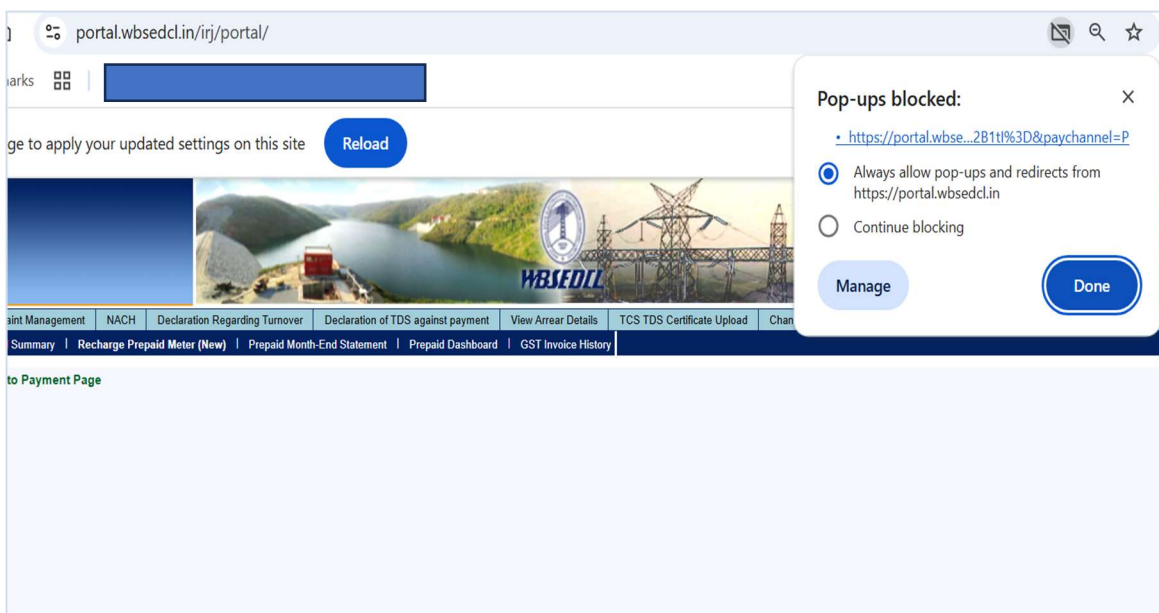 portal.wbsedcl.in/irj/portal/
arks
Pop-ups blocked:
• https://portal.wbse...2B1tI%3D&paychannel=P
Always allow pop-ups and redirects from
https://portal.wbsedcl.in
Continue blocking
Manage
Done
ge to apply your updated settings on this site
Reload
WBSEDCL
aint Management NACH Declaration Regarding Turnover Declaration of TDS against payment View Arrear Details TCS TDS Certificate Upload Chan
Summary | Recharge Prepaid Meter (New) | Prepaid Month-End Statement | Prepaid Dashboard | GST Invoice History
to Payment Page